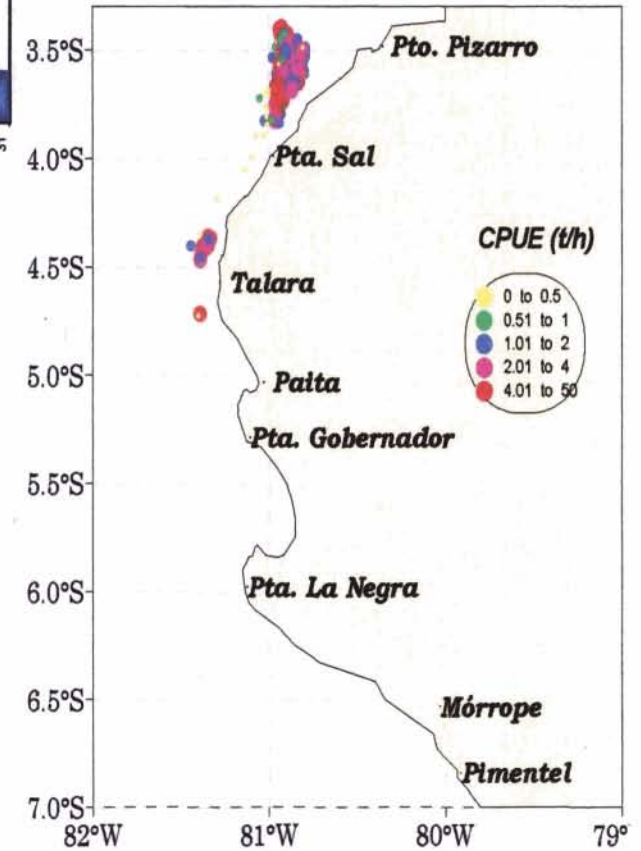 3.5°S
Pto. Pizarro
4.0°S
Pta. Sal
CPUE (t/h)
4.5°S
Talara
0 to 0.5
0.51 to 1
1.01 to 2
2.01 to 4
4.01 to 50
5.0°S
Paita
Pta. Gobernador
5.5°S
6.0°S
Pta. La Negra
6.5°S
Mórrope
Pimentel
7.0°S
82°W
81°W
80°W
79°